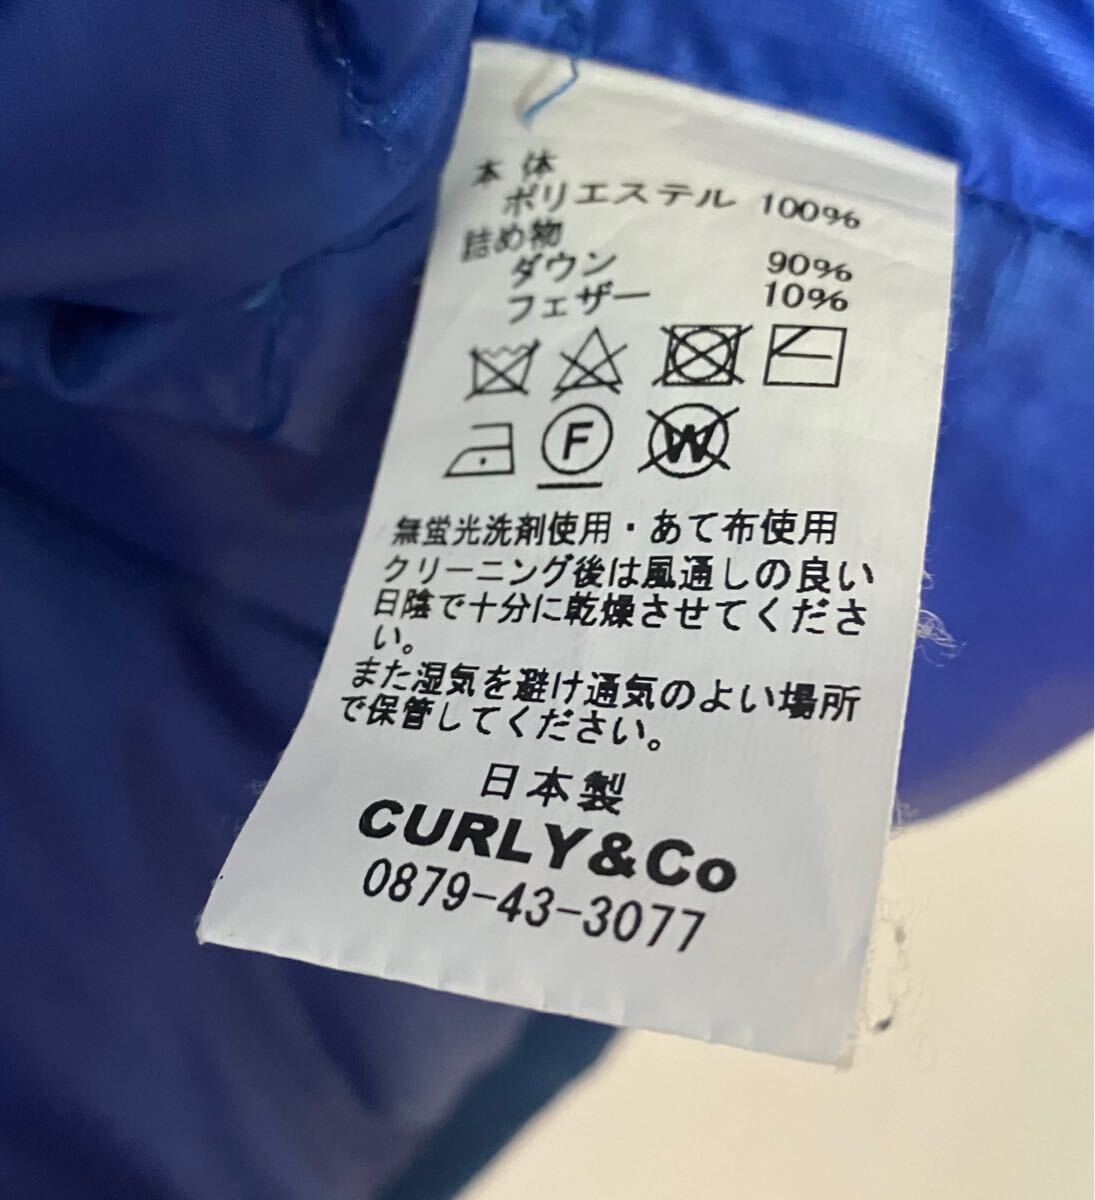 本体
ポリエステル 100%
詰め物
ダウン 90%
フェザー 10%
F
W
無蛍光洗剤使用・あて布使用
クリーニング後は風通しの良い
日陰で十分に乾燥させてくださ
い。
また湿気を避け通気のよい場所
で保管してください。
日本製
CURLY&Co
0879-43-3077